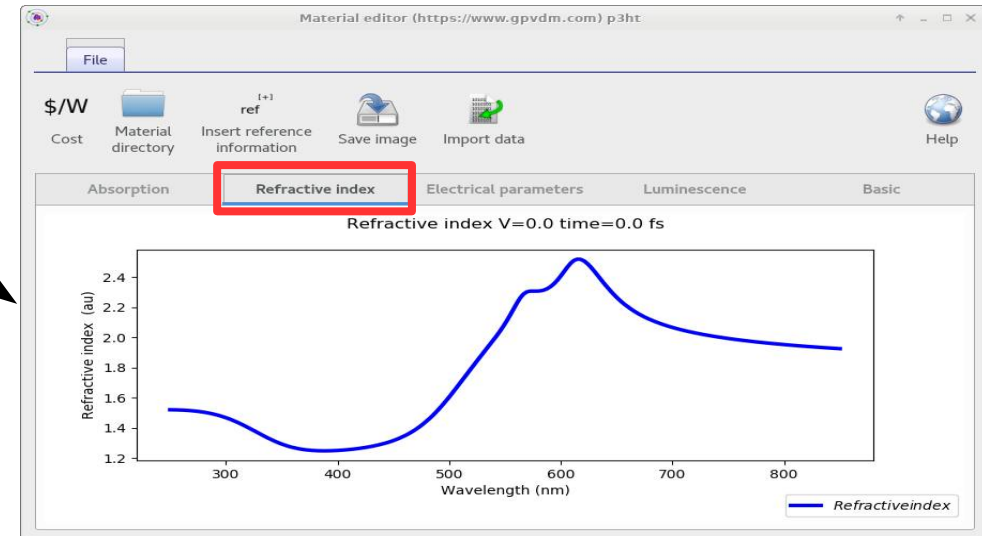 Material editor (https://www.gpvdm.com) p3ht
File
$/W
Cost
Material
directory
[+]
ref
Insert reference
information
Save image
Import data
Help
Absorption
Refractive index
Electrical parameters
Luminescence
Basic
Refractive index V=0.0 time=0.0 fs
Refractive index (au)
2.4
2.2
2.0
1.8
1.6
1.4
1.2
300 400 500 600 700 800
Wavelength (nm)
Refractiveindex